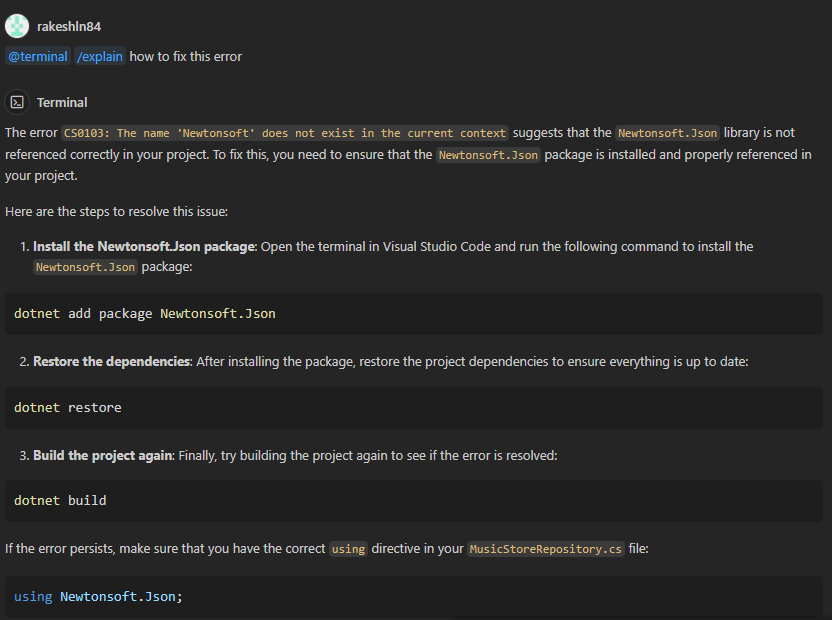 rakeshln84
@terminal /explain how to fix this error
Terminal
The error CS0103: The name 'Newtonsoft' does not exist in the current context suggests that the Newtonsoft.Json library is not
referenced correctly in your project. To fix this, you need to ensure that the Newtonsoft.Json package is installed and properly referenced in
your project.
Here are the steps to resolve this issue:
1. Install the Newtonsoft.Json package: Open the terminal in Visual Studio Code and run the following command to install the
Newtonsoft.Json package:
dotnet add package Newtonsoft.Json
2. Restore the dependencies: After installing the package, restore the project dependencies to ensure everything is up to date:
dotnet restore
3. Build the project again: Finally, try building the project again to see if the error is resolved:
dotnet build
If the error persists, make sure that you have the correct using directive in your MusicStoreRepository.cs file:
using Newtonsoft.Json;